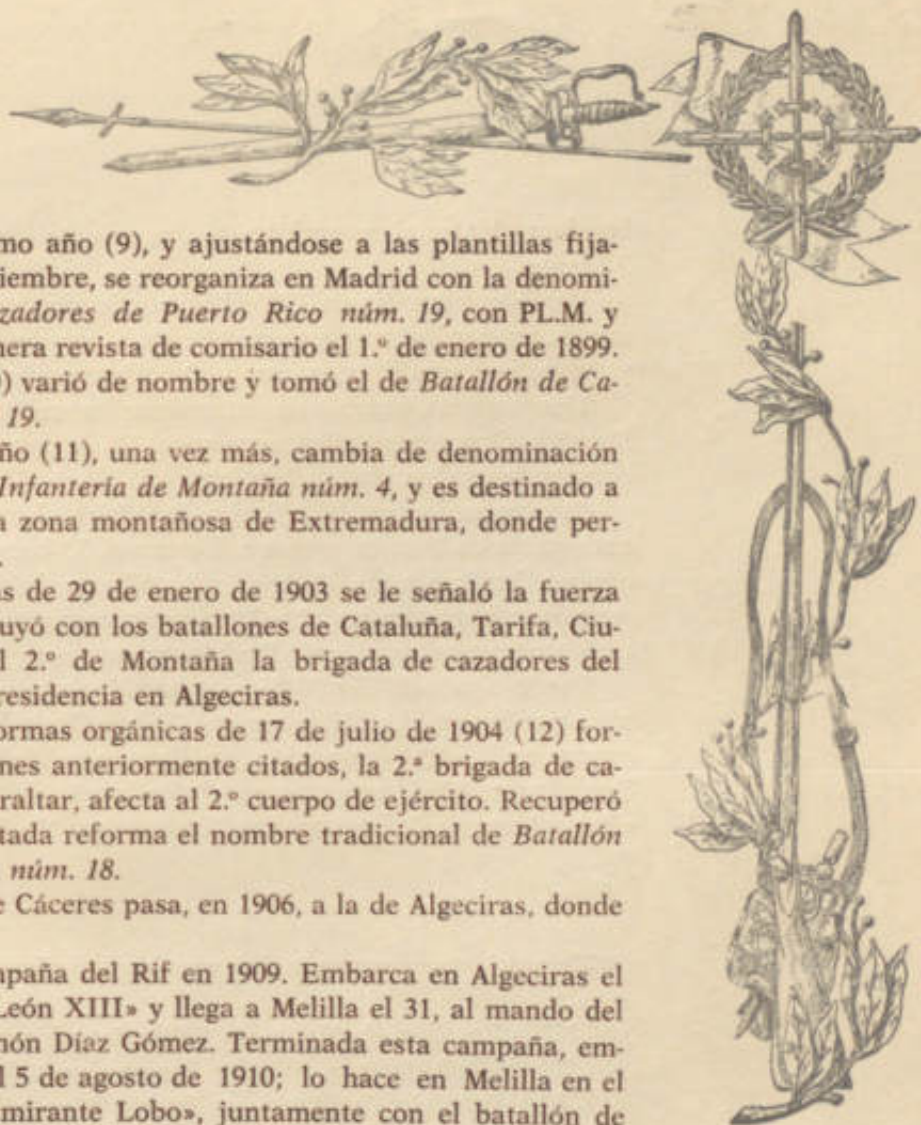 mo año (9), y ajustándose a las plantillas fija-
iembre, se reorganiza en Madrid con la denomi-
zadores de Puerto Rico núm. 19, con PL.M. y
nera revista de comisario el 1.º de enero de 1899.
) varió de nombre y tomó el de Batallón de Ca-
19.
ño (11), una vez más, cambia de denominación
Infantería de Montaña núm. 4, y es destinado a
a zona montañosa de Extremadura, donde per-
.
as de 29 de enero de 1903 se le señaló la fuerza
uyó con los batallones de Cataluña, Tarifa, Ciu-
l 2.º de Montaña la brigada de cazadores del
residencia en Algeciras.
ormas orgánicas de 17 de julio de 1904 (12) for-
nes anteriormente citados, la 2.ª brigada de ca-
raltar, afecta al 2.º cuerpo de ejército. Recuperó
tada reforma el nombre tradicional de Batallón
núm. 18.
e Cáceres pasa, en 1906, a la de Algeciras, donde
npaña del Rif en 1909. Embarca en Algeciras el
León XIII» y llega a Melilla el 31, al mando del
nón Díaz Gómez. Terminada esta campaña, em-
l 5 de agosto de 1910; lo hace en Melilla en el
mirante Lobo», juntamente con el batallón de